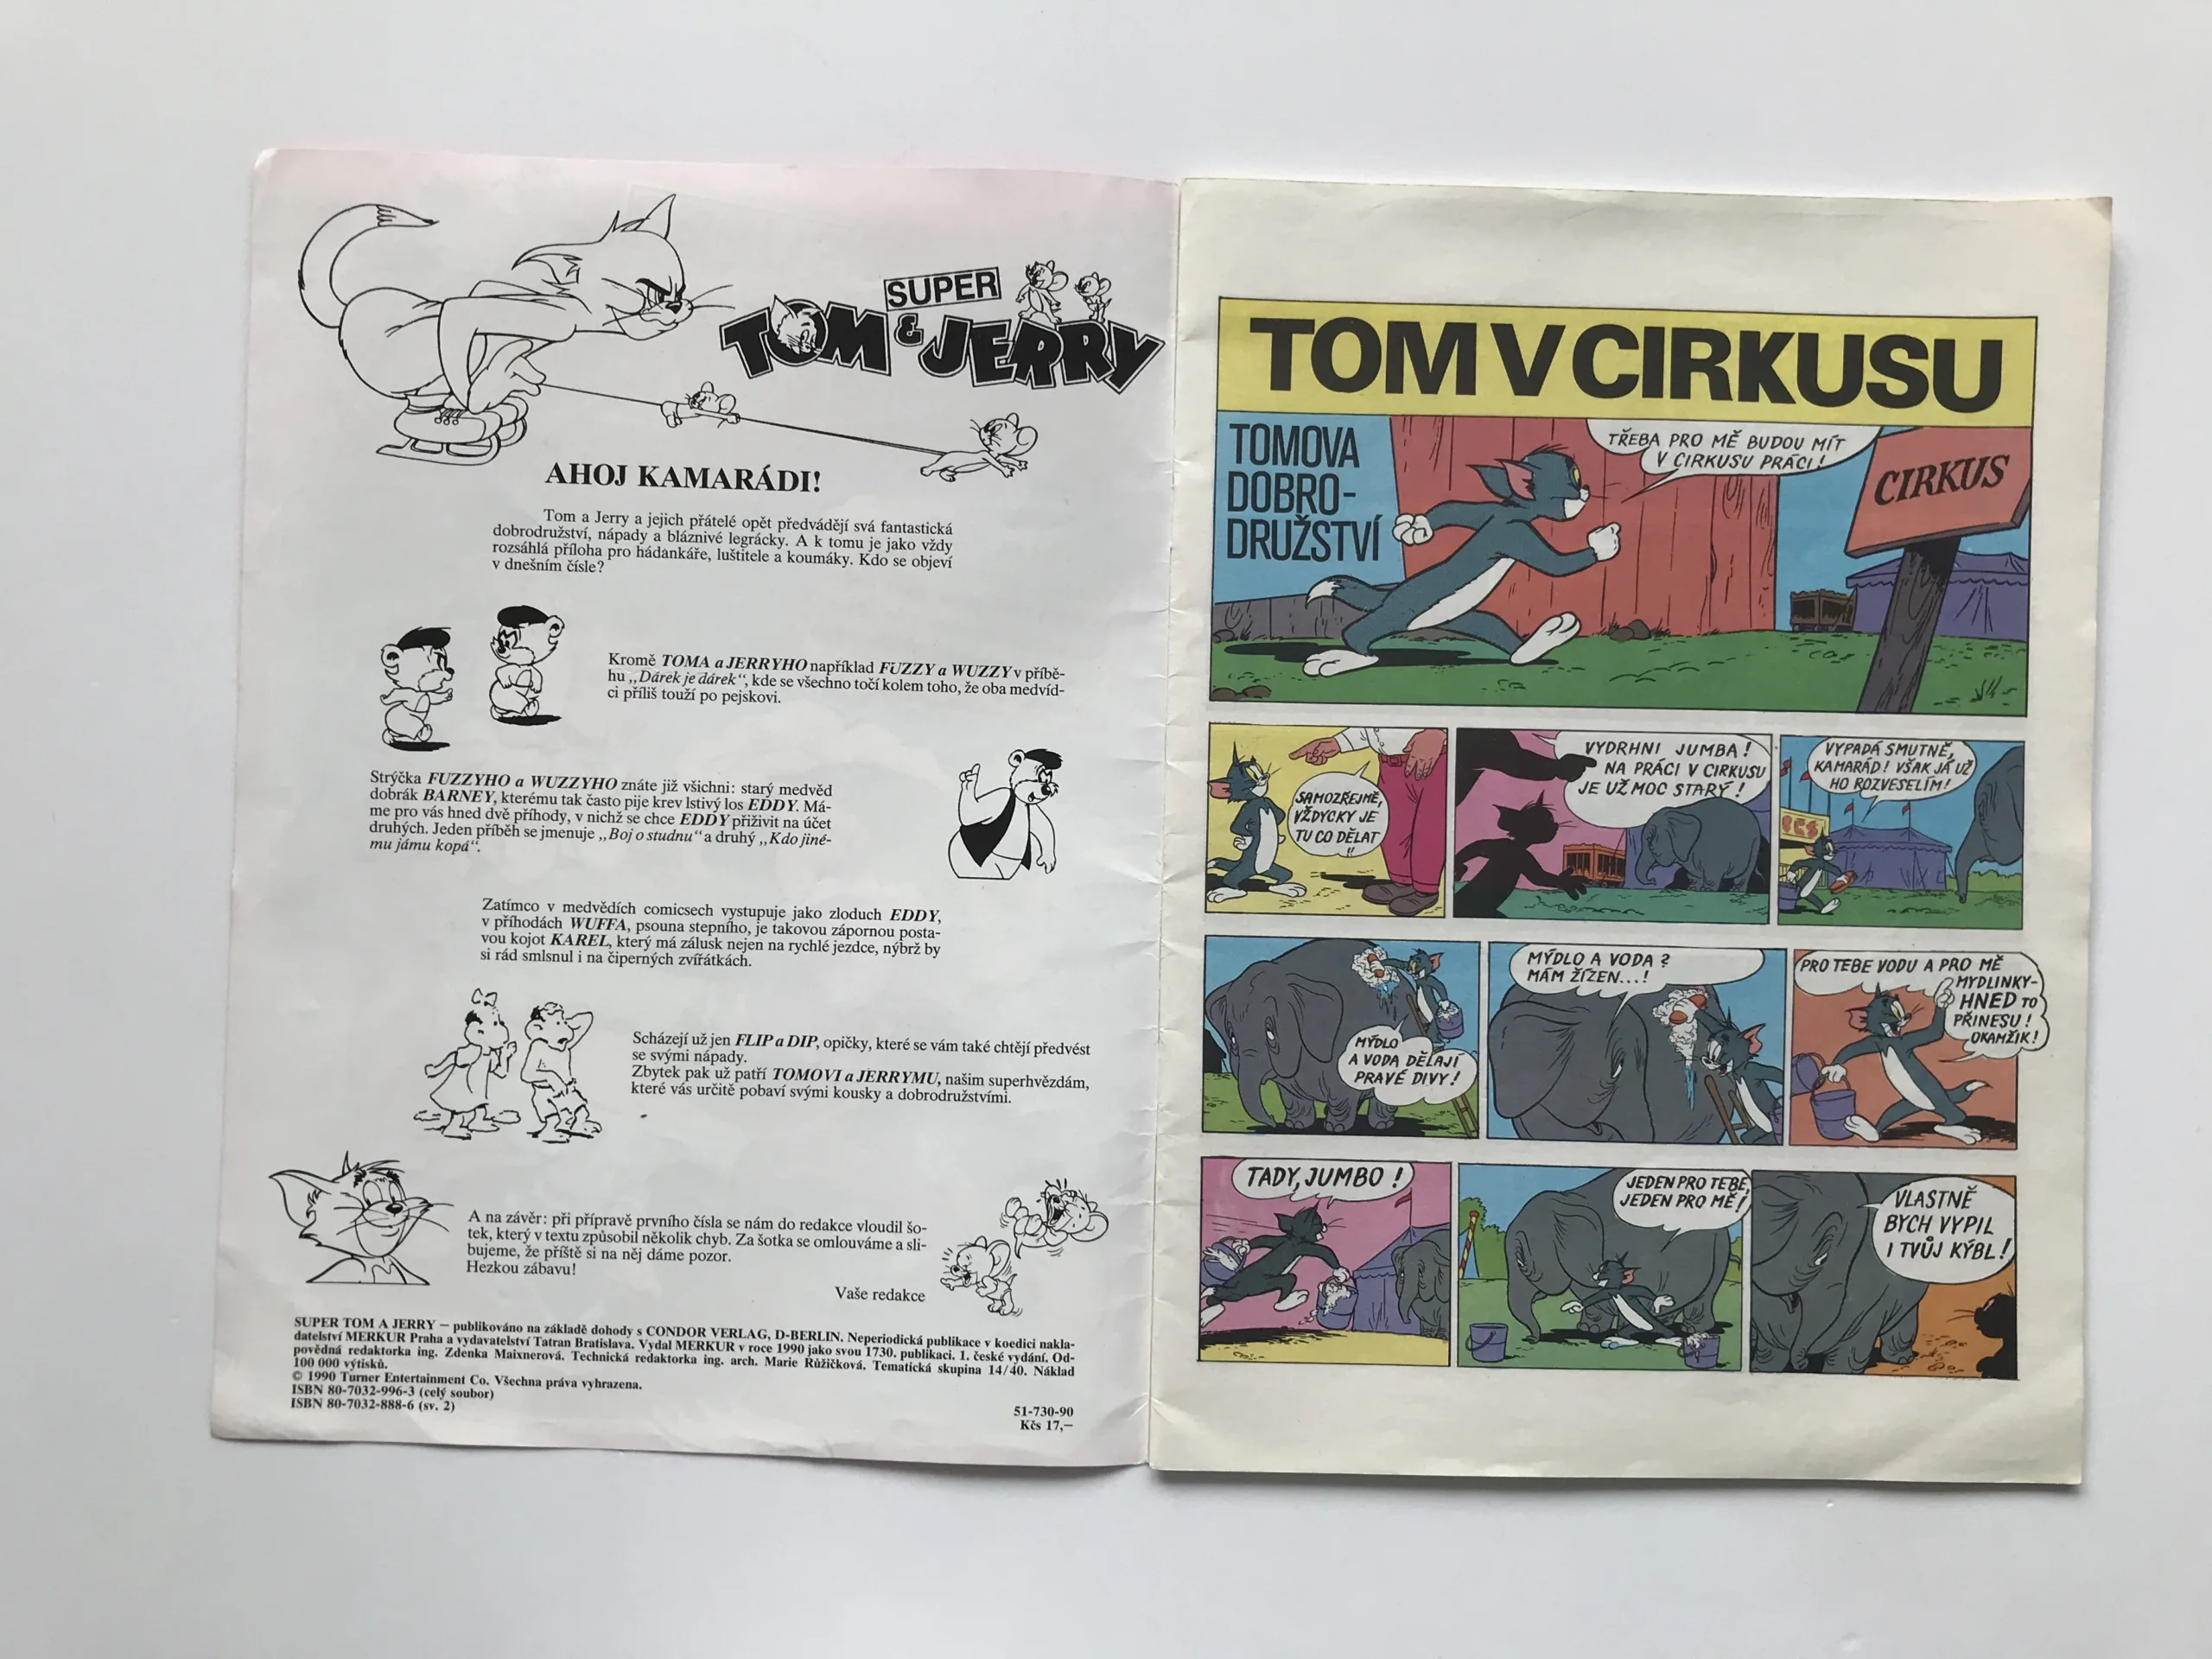 SUPER
TOM & JERRY
AHOJ KAMARÁDI!
Tom a Jerry a jejich přátelé opět předvádějí svá fantastická
dobrodružství, nápady a bláznivé legrácky. A k tomu je jako vždy
rozsáhlá příloha pro hádankáře, luštitele a koumáky. Kdo se objeví
v dnešním čísle?
Kromě TOMA a JERRYHO například FUZZY a WUZZY v příbě-
hu „Dárek je dárek“, kde se všechno točí kolem toho, že oba medvíd-
ci příliš touží po pejskovi.
Strýčka FUZZYHO a WUZZYHO znáte již všichni: starý medvěd
dobrák BARNEY, kterému tak často pije krev lstivý los EDDY. Má-
me pro vás hned dvě příhody, v nichž se chce EDDY přiživit na účet
druhých. Jeden příběh se jmenuje „Boj o studnu“ a druhý „Kdo jiné-
mu jámu kopá“.
Zatímco v medvědích comicsech vystupuje jako zloduch EDDY,
v příhodách WUFFA, psouna stepního, je takovou zápornou posta-
vou kojot KAREL, který má zálusk nejen na rychlé jezdce, nýbrž by
si rád smlsnul i na čiperných zvířátkách.
Scházejí už jen FLIP a DIP, opičky, které se vám také chtějí předvést
se svými nápady.
Zbytek pak už patří TOMOVI a JERRYMU, našim superhvězdám,
které vás určitě pobaví svými kousky a dobrodružstvími.
A na závěr: při přípravě prvního čísla se nám do redakce vloudil šo-
tek, který v textu způsobil několik chyb. Za šotka se omlouváme a sli-
bujeme, že příště si na něj dáme pozor.
Hezkou zábavu!
Vaše redakce
SUPER TOM A JERRY — publikováno na základě dohody s CONDOR VERLAG, D-BERLIN. Neperiodická publikace v koedici nakla-
datelství MERKUR Praha a vydavatelství Tatran Bratislava. Vydal MERKUR v roce 1990 jako svou 1730. publikaci. 1. české vydání. Od-
povědná redaktorka ing. Zdenka Maixnerová. Technická redaktorka ing. arch. Marie Růžičková. Tematická skupina 14/40. Náklad
100 000 výtisků.
© 1990 Turner Entertainment Co. Všechna práva vyhrazena.
ISBN 80-7032-996-3 (celý soubor)
ISBN 80-7032-888-6 (sv. 2)
51-730-90
Kčs 17,—
TOM V CIRKUSU
TOMOVA
DOBRO-
DRUŽSTVÍ
TŘEBA PRO MĚ BUDOU MÍT
V CIRKUSU PRÁCI!
CIRKUS
SAMOZŘEJMĚ,
VŽDYCKY JE
TU CO DĚLAT
!!
VYDRHNI JUMBA!
NA PRÁCI V CIRKUSU
JE UŽ MOC STARÝ!
VYPADÁ SMUTNĚ,
KAMARÁD! VŠAK JÁ UŽ
HO ROZVESELÍM!
MÝDLO
A VODA DĚLAJÍ
PRAVÉ DIVY!
MÝDLO A VODA?
MÁM ŽÍZEN...!
PRO TEBE VODU A PRO MĚ
MYDLINKY-
HNED TO
PŘINESU!
OKAMŽIK!
TADY, JUMBO!
JEDEN PRO TEBE,
JEDEN PRO MĚ!
VLASTNĚ
BYCH VYPIL
I TVŮJ KÝBL!